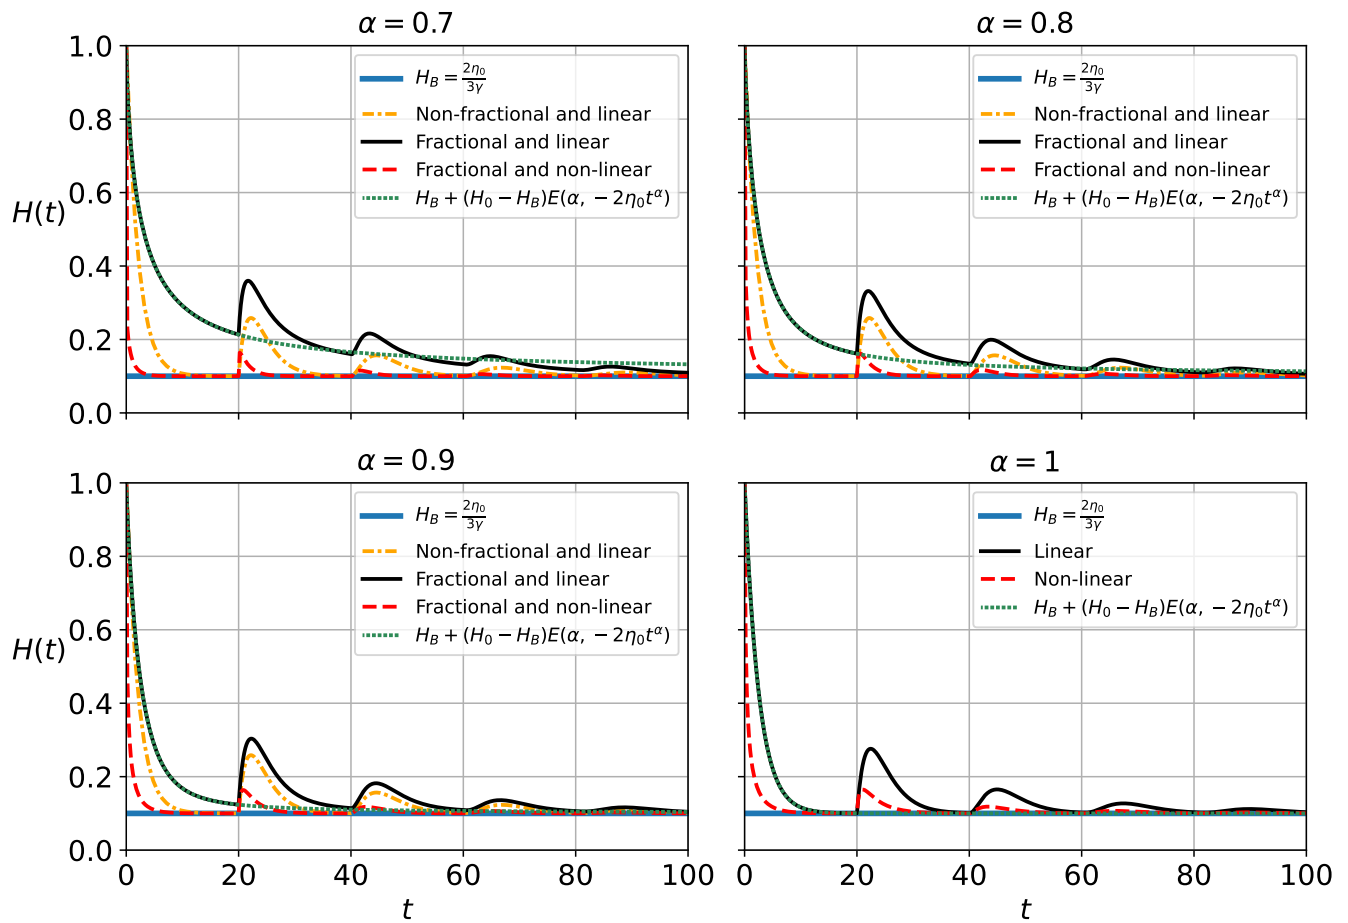 α = 0.7
1.0
0.8
0.6
0.4
0.2
0.0
H(t)
H_B = 2η₀/3γ
Non-fractional and linear
Fractional and linear
Fractional and non-linear
H_B + (H₀ − H_B)E(α, −2η₀t^α)
α = 0.8
H_B = 2η₀/3γ
Non-fractional and linear
Fractional and linear
Fractional and non-linear
H_B + (H₀ − H_B)E(α, −2η₀t^α)
α = 0.9
1.0
0.8
0.6
0.4
0.2
0.0
H(t)
H_B = 2η₀/3γ
Non-fractional and linear
Fractional and linear
Fractional and non-linear
H_B + (H₀ − H_B)E(α, −2η₀t^α)
0 20 40 60 80 100
t
α = 1
H_B = 2η₀/3γ
Linear
Non-linear
H_B + (H₀ − H_B)E(α, −2η₀t^α)
0 20 40 60 80 100
t